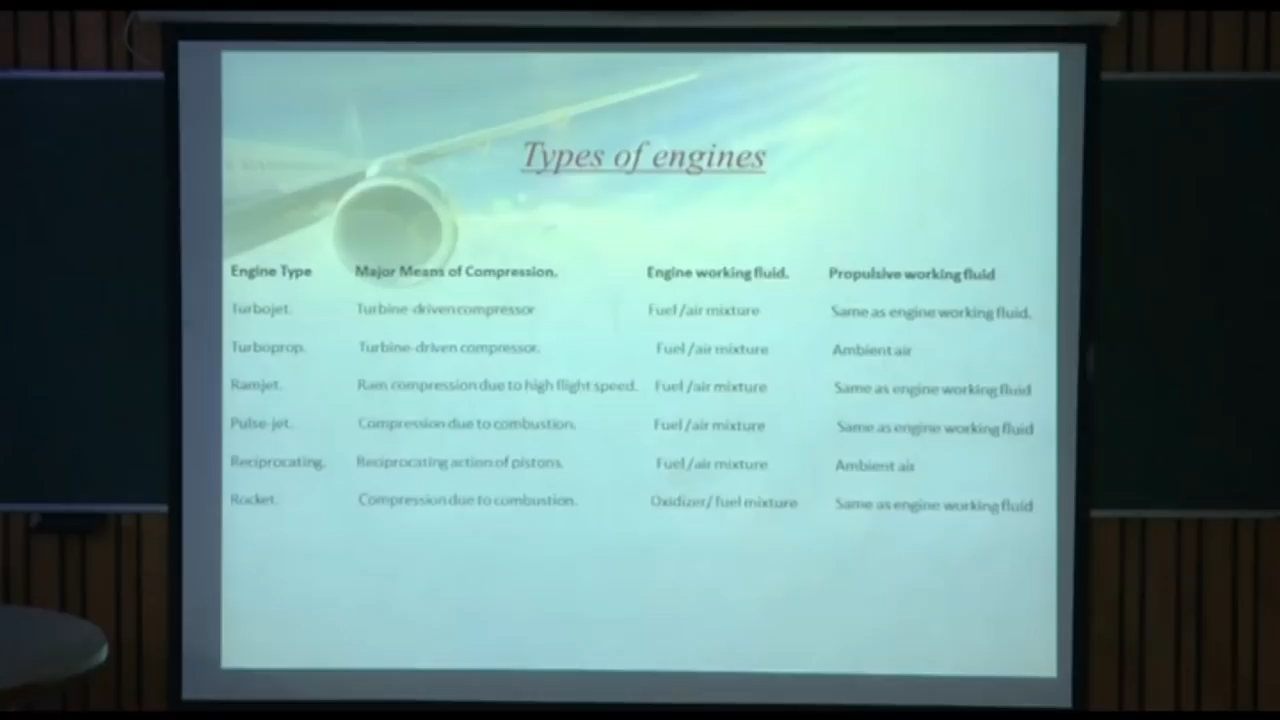 Types of engines
Engine Type Major Means of Compression. Engine working fluid. Propulsive working fluid
Turbojet. Turbine-driven compressor Fuel /air mixture Same as engine working fluid.
Turboprop. Turbine-driven compressor. Fuel /air mixture Ambient air
Ramjet. Ram compression due to high flight speed. Fuel /air mixture Same as engine working fluid
Pulse-jet. Compression due to combustion. Fuel/air mixture Same as engine working fluid
Reciprocating. Reciprocating action of pistons. Fuel/air mixture Ambient air
Rocket. Compression due to combustion. Oxidizer/ fuel mixture Same as engine working fluid